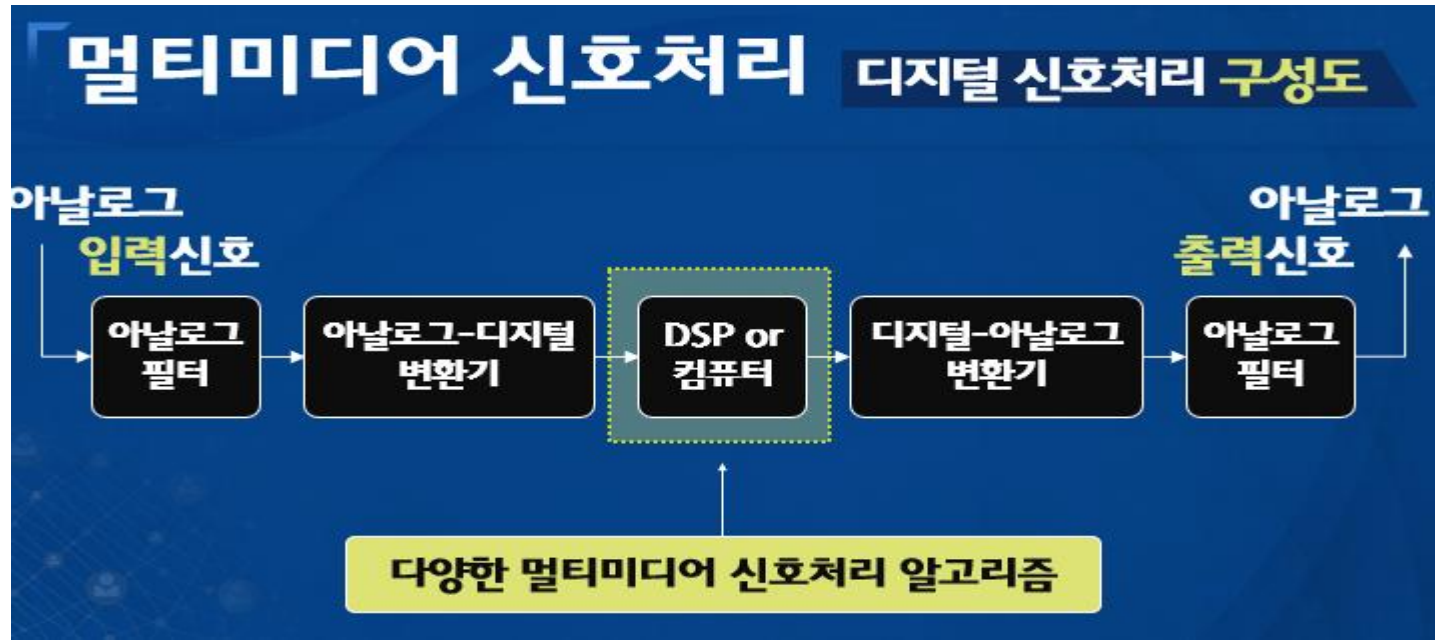 멀티미디어 신호처리 디지털 신호처리 구성도
아날로그
입력신호
아날로그
출력신호
아날로그
필터
아날로그-디지털
변환기
DSP or
컴퓨터
디지털-아날로그
변환기
아날로그
필터
다양한 멀티미디어 신호처리 알고리즘